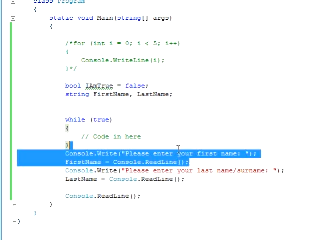 class Program
{
static void Main(string[] args)
{
/*for (int i = 0; i < 5; i++)
{
Console.WriteLine(i);
}*/
bool IAmTrue = false;
string FirstName, LastName;
while (true)
{
// Code in here
}
Console.Write("Please enter your first name: ");
FirstName = Console.ReadLine();
Console.Write("Please enter your last name/surname: ");
LastName = Console.ReadLine();
Console.ReadLine();
}
}
}